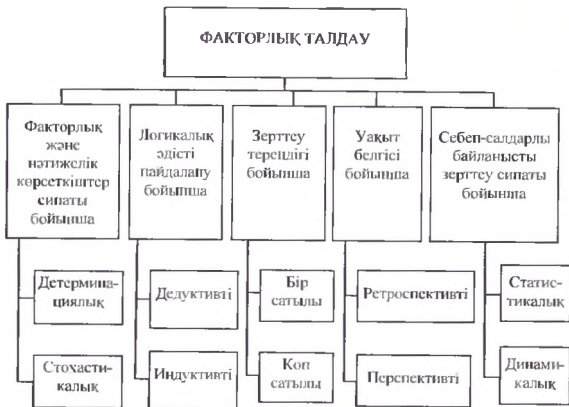 ФАКТОРЛЫҚ ТАЛДАУ
Факторлық
және
нәтижелік
көрсеткіштер
сипаты
бойынша
Логикалық
әдісті
пайдалану
бойынша
Зерттеу
тереңдігі
бойынша
Уақыт
белгісі
бойынша
Себеп-салдарлы
байланысты
зерттеу сипаты
бойынша
Детермина-
циялық
Стохасти-
калық
Дедуктивті
Индуктивті
Бір
сатылы
Көп
сатылы
Ретроспективті
Перспективті
Статис-
тикалық
Динами-
калық